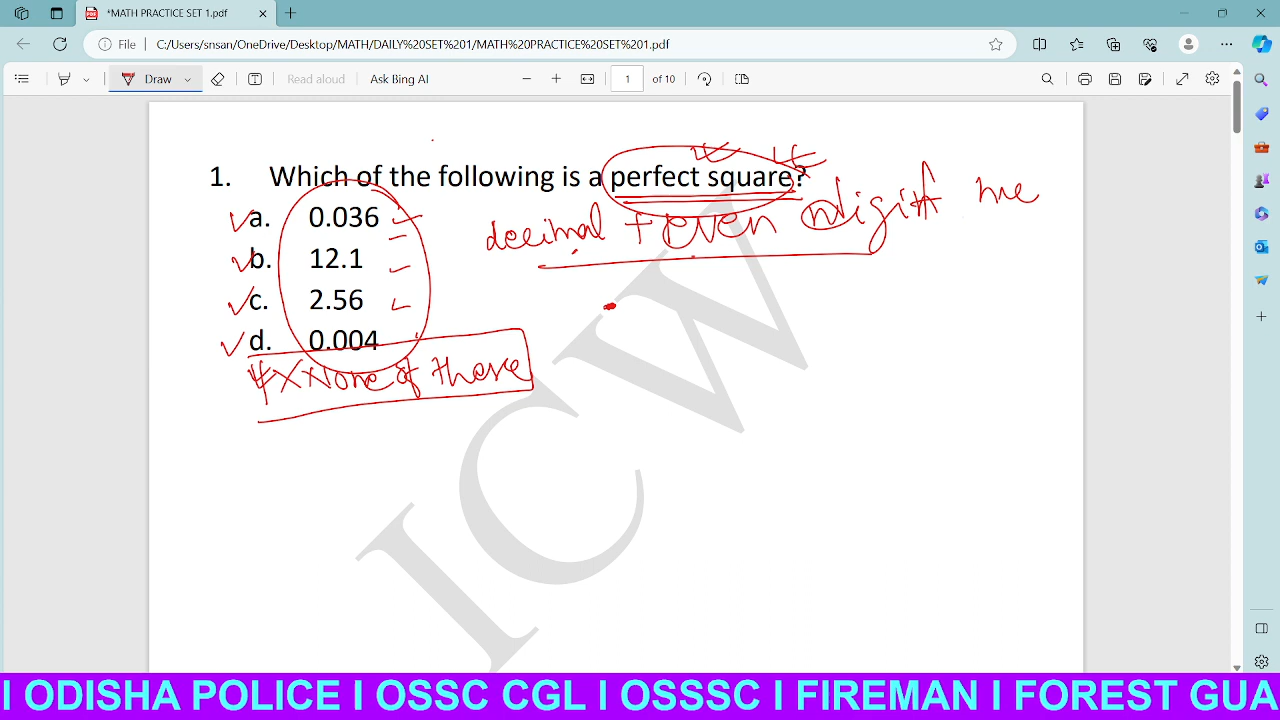 *MATH PRACTICE SET 1.pdf
File C:/Users/snsan/OneDrive/Desktop/MATH/DAILY%20SET%201/MATH%20PRACTICE%20SET%201.pdf
Draw Read aloud Ask Bing AI 1 of 10
1. Which of the following is a perfect square?
a. 0.036
decimal + even digit me
b. 12.1
c. 2.56
d. 0.004
None of these
ICW
I ODISHA POLICE I OSSC CGL I OSSSC I FIREMAN I FOREST GUA